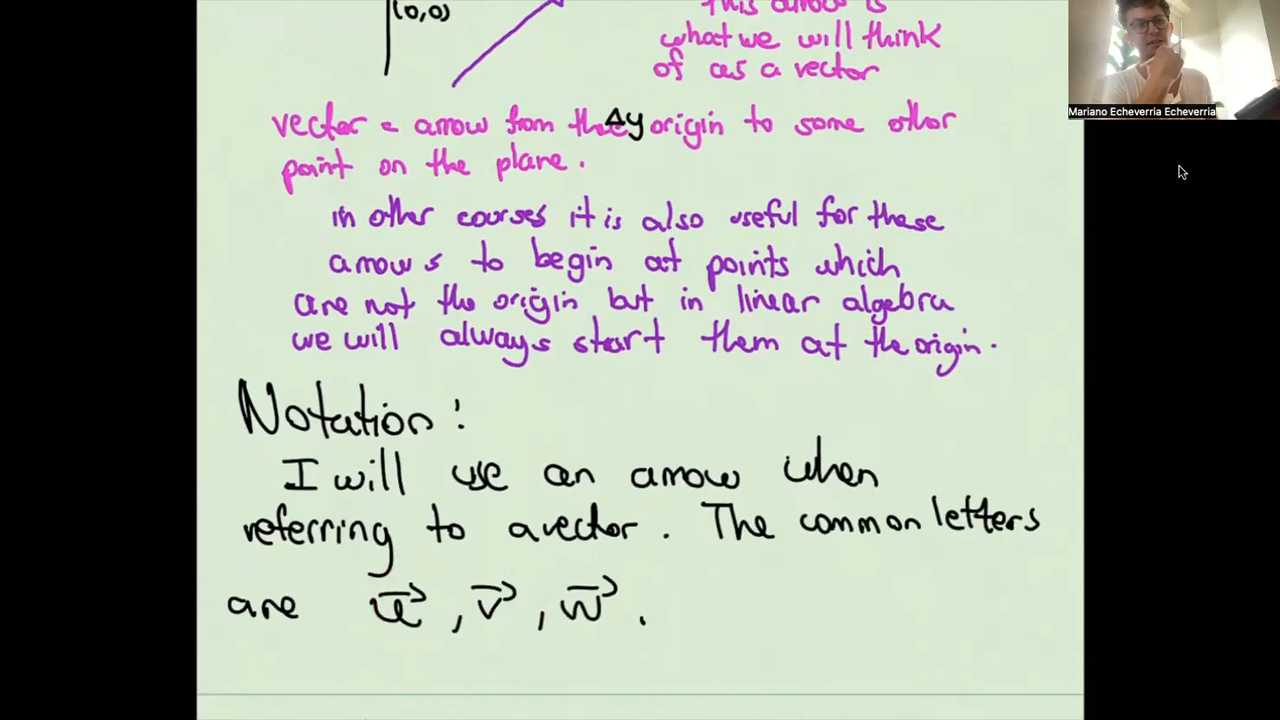 (0,0)
This arrow is
what we will think
of as a vector
Mariano Echeverria Echeverria
vector = arrow from the Δy origin to some other
point on the plane.
in other courses it is also useful for these
arrows to begin at points which
are not the origin but in linear algebra
we will always start them at the origin.
Notation:
I will use an arrow when
referring to a vector. The common letters
are u⃗, v⃗, w⃗.